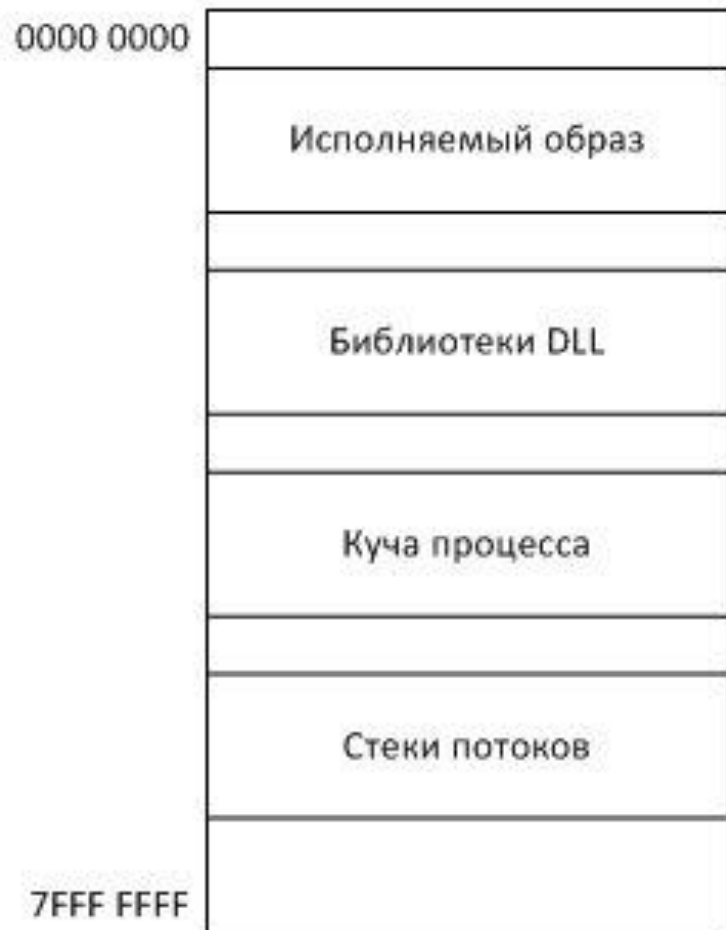 0000 0000
Исполняемый образ
Библиотеки DLL
Куча процесса
Стеки потоков
7FFF FFFF